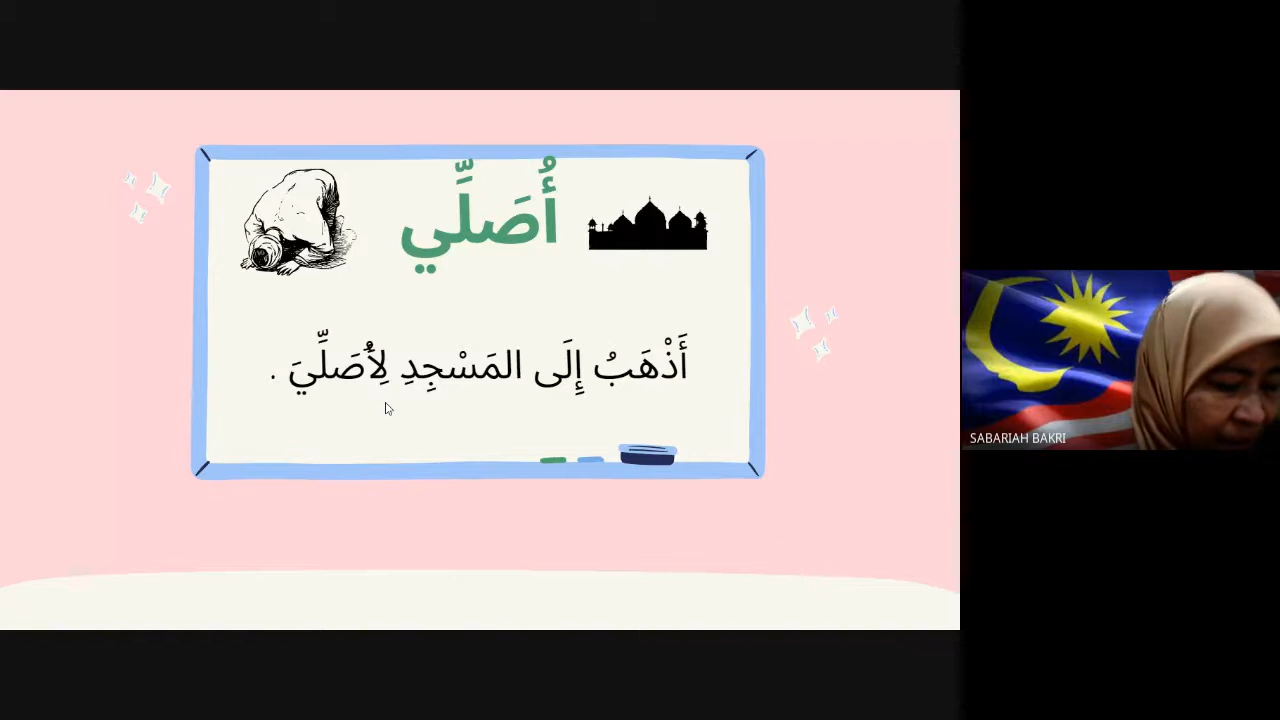 أُصَلِّي
أَذْهَبُ إِلَى المَسْجِدِ لِأُصَلِّيَ .
SABARIAH BAKRI